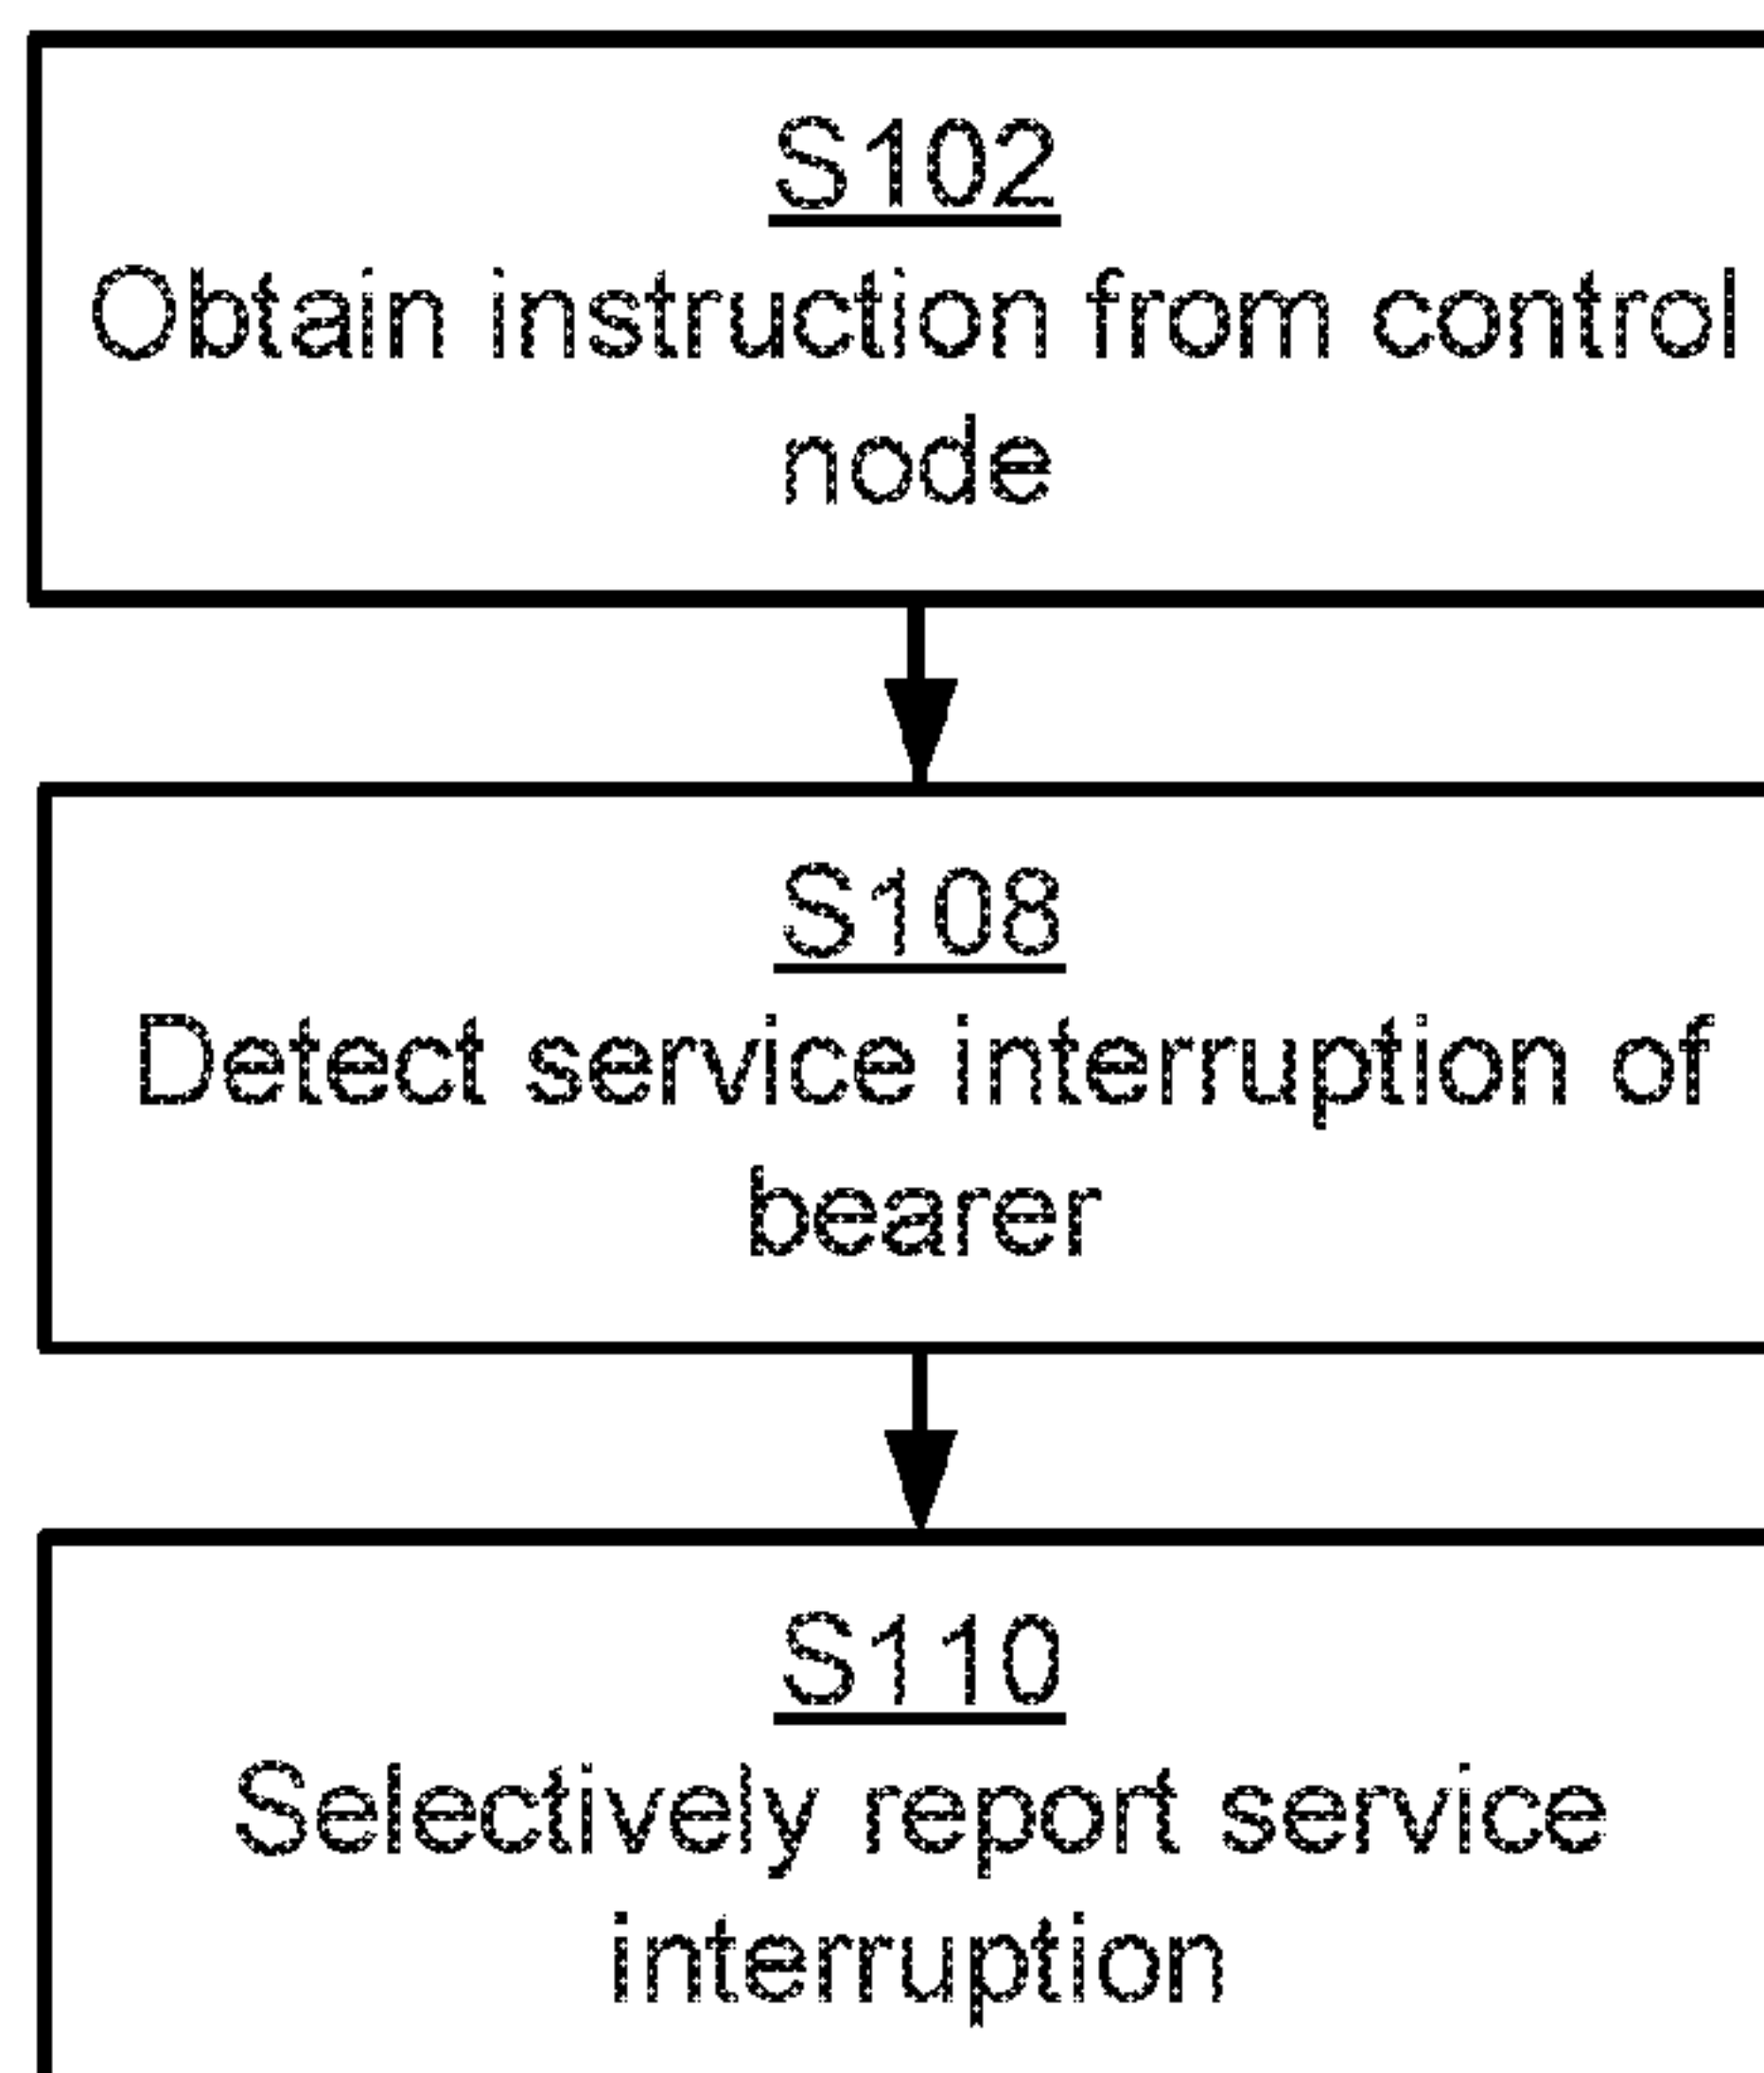 S102
Obtain instruction from control
node
S108
Detect service interruption of
bearer
S110
Selectively report service
interruption